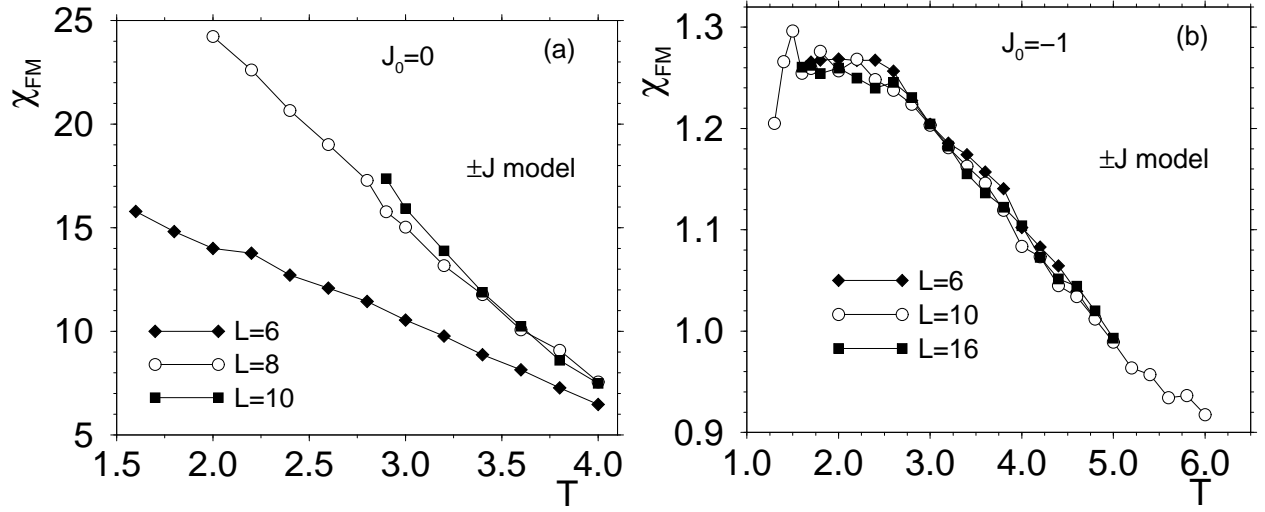 χ_FM
25
20
15
10
5
1.5 2.0 2.5 3.0 3.5 4.0
T
J₀=0
(a)
±J model
L=6
L=8
L=10
χ_FM
1.3
1.2
1.1
1.0
0.9
1.0 2.0 3.0 4.0 5.0 6.0
T
J₀=−1
(b)
±J model
L=6
L=10
L=16